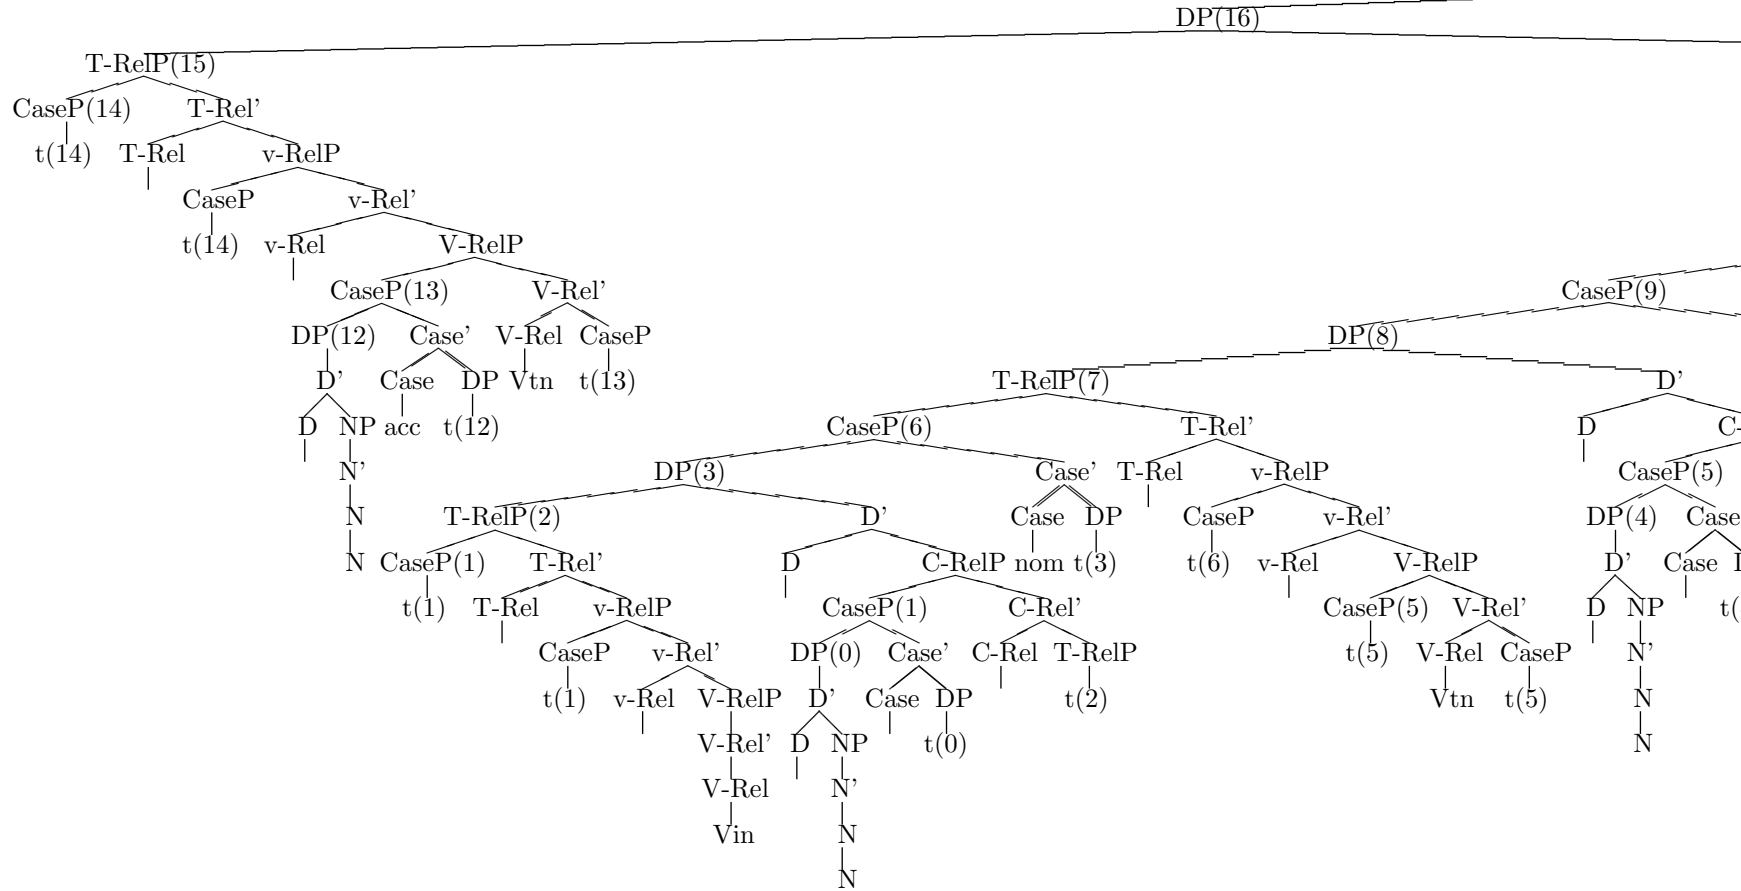 DP(16)
T-RelP(15)
CaseP(14) T-Rel’
t(14) T-Rel v-RelP
CaseP v-Rel’
t(14) v-Rel V-RelP
CaseP(13) V-Rel’ CaseP(9)
DP(12) Case’ V-Rel CaseP DP(8)
D’ Case DP Vtn t(13) T-RelP(7) D’
D NP acc t(12) CaseP(6) T-Rel’ D C-
N’ DP(3) Case’ T-Rel v-RelP CaseP(5)
N T-RelP(2) D’ Case DP CaseP v-Rel’ DP(4) Case
N CaseP(1) T-Rel’ D C-RelP nom t(3) t(6) v-Rel V-RelP D’ Case
t(1) T-Rel v-RelP CaseP(1) C-Rel’ CaseP(5) V-Rel’ D NP t(
CaseP v-Rel’ DP(0) Case’ C-Rel T-RelP t(5) V-Rel CaseP N’
t(1) v-Rel V-RelP D’ Case DP t(2) Vtn t(5) N
V-Rel’ D NP t(0) N
V-Rel N’
Vin N
N